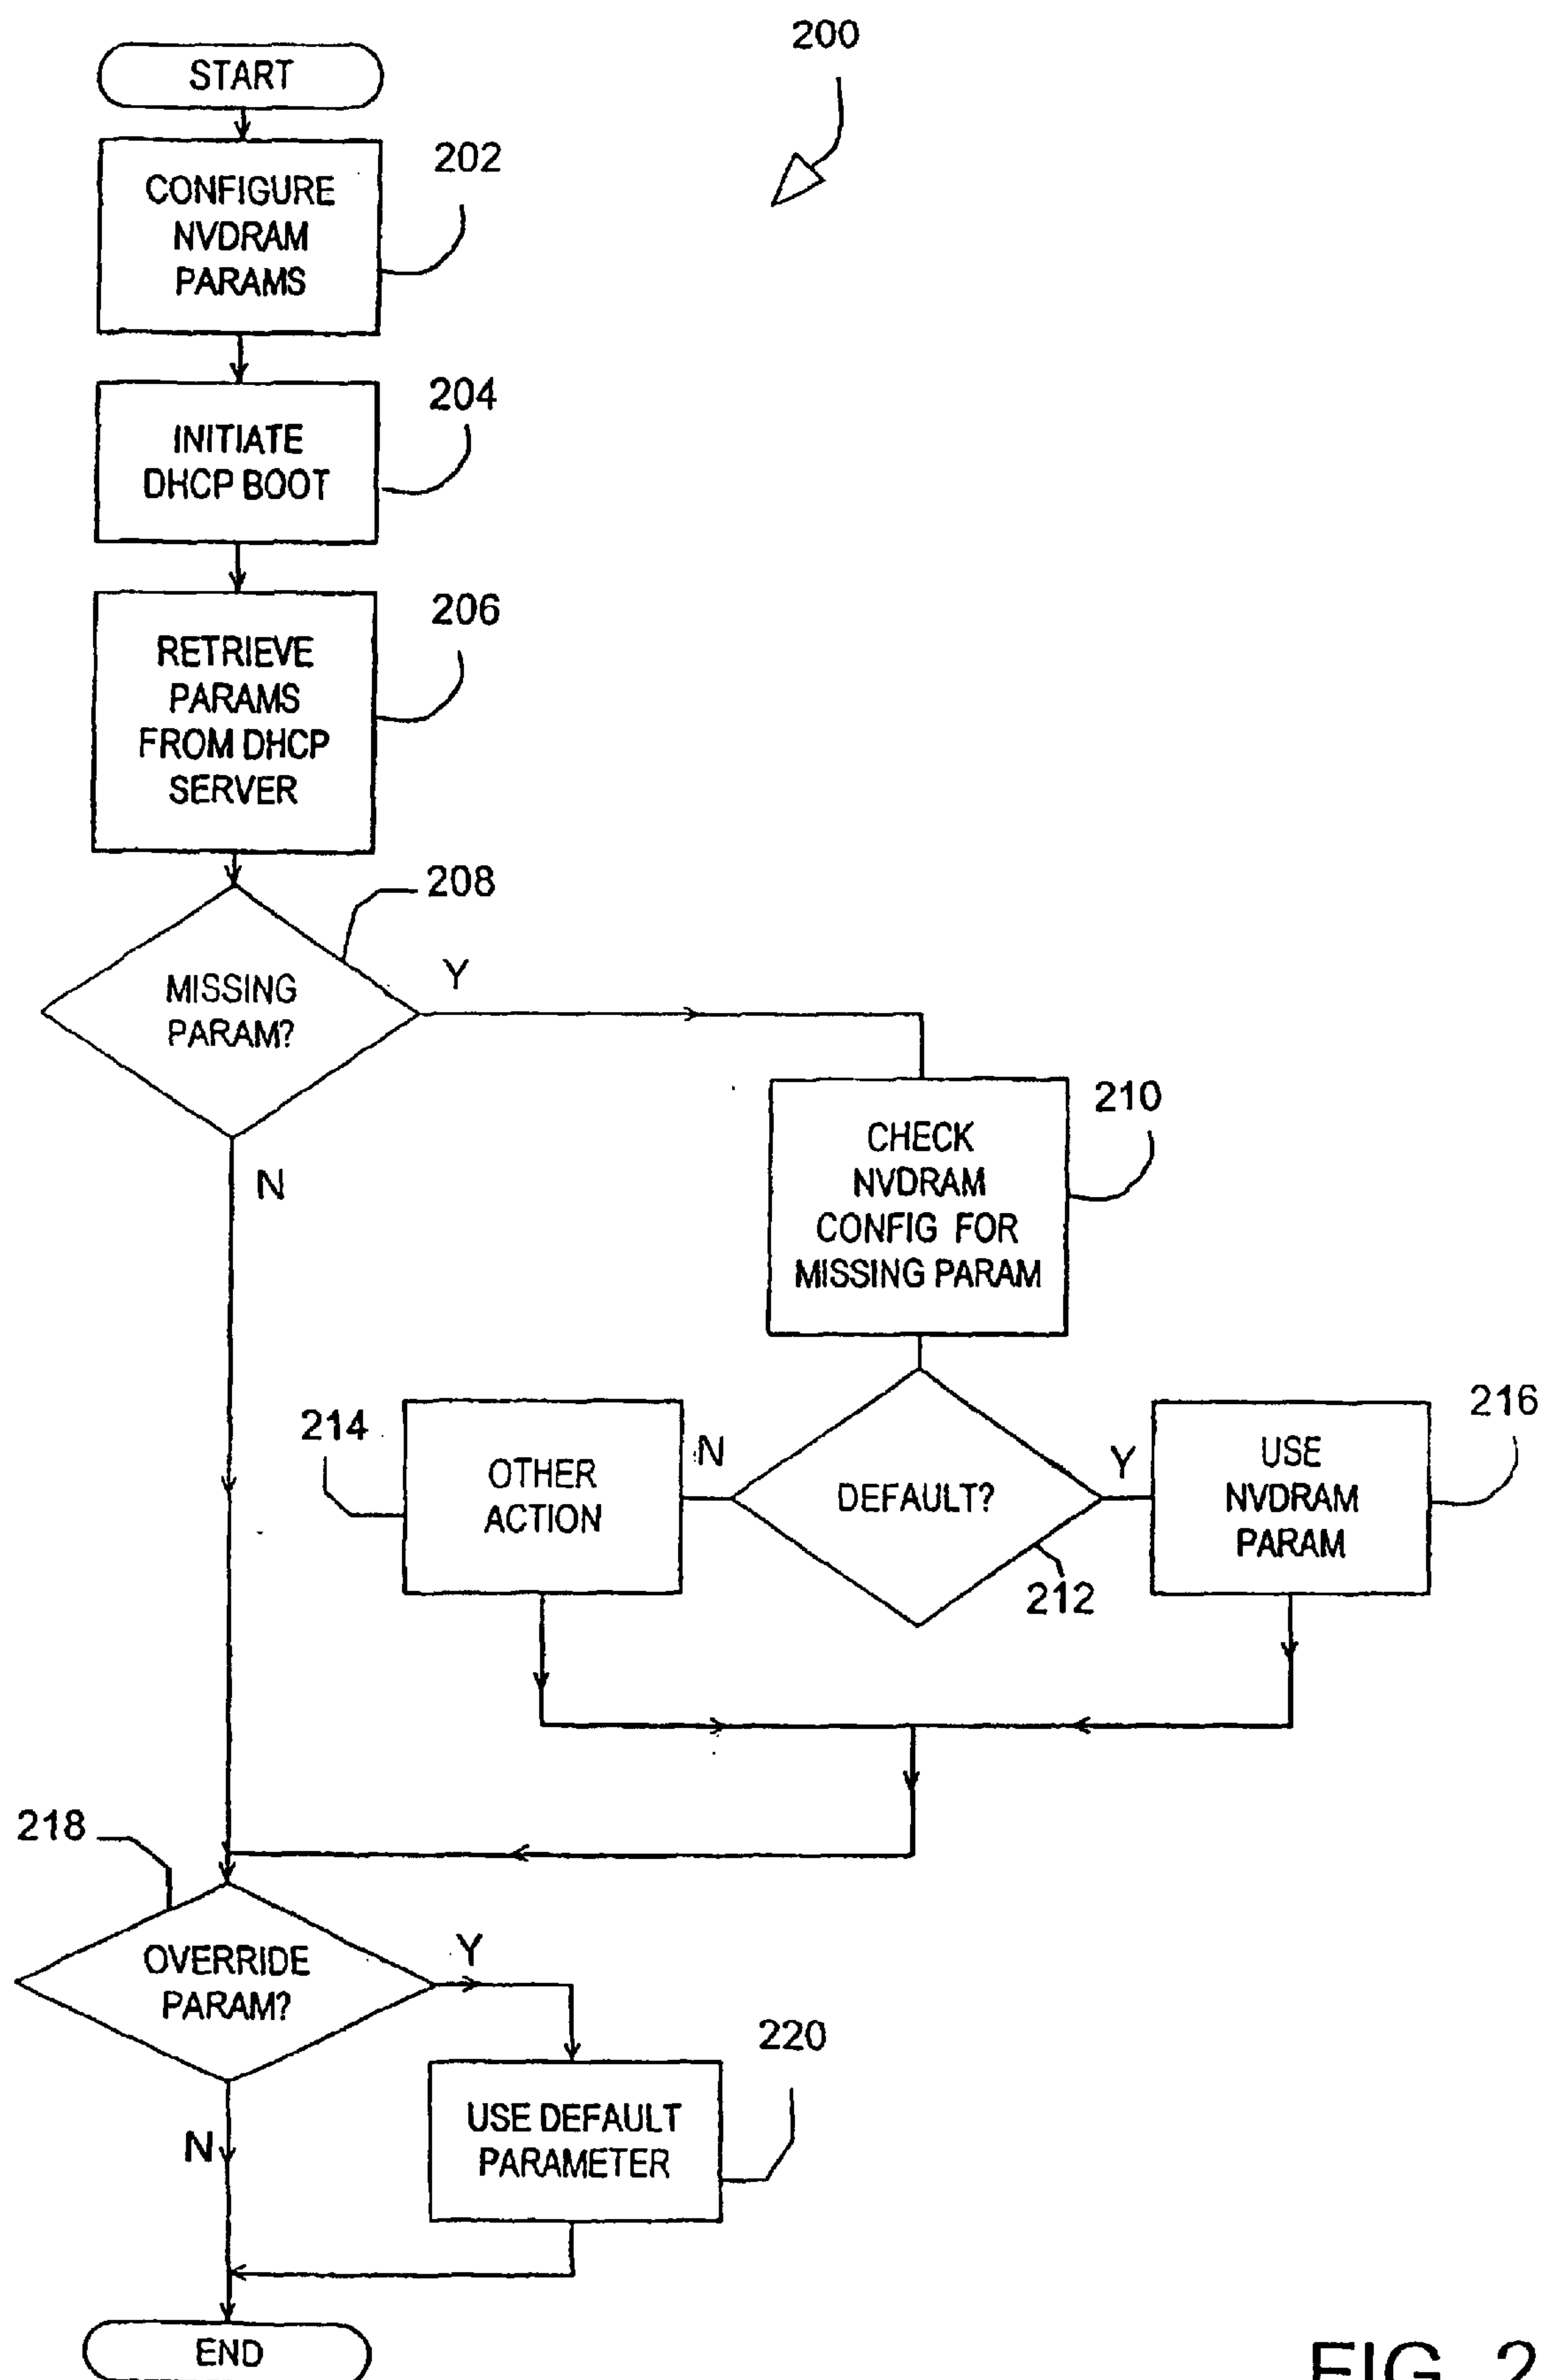 200
START
202
CONFIGURE
NVDRAM
PARAMS
204
INITIATE
DHCP BOOT
206
RETRIEVE
PARAMS
FROM DHCP
SERVER
208
MISSING
PARAM?
Y
N
210
CHECK
NVDRAM
CONFIG FOR
MISSING PARAM
214
OTHER
ACTION
N
DEFAULT?
Y
212
216
USE
NVDRAM
PARAM
218
OVERRIDE
PARAM?
Y
N
220
USE DEFAULT
PARAMETER
END
FIG. 2